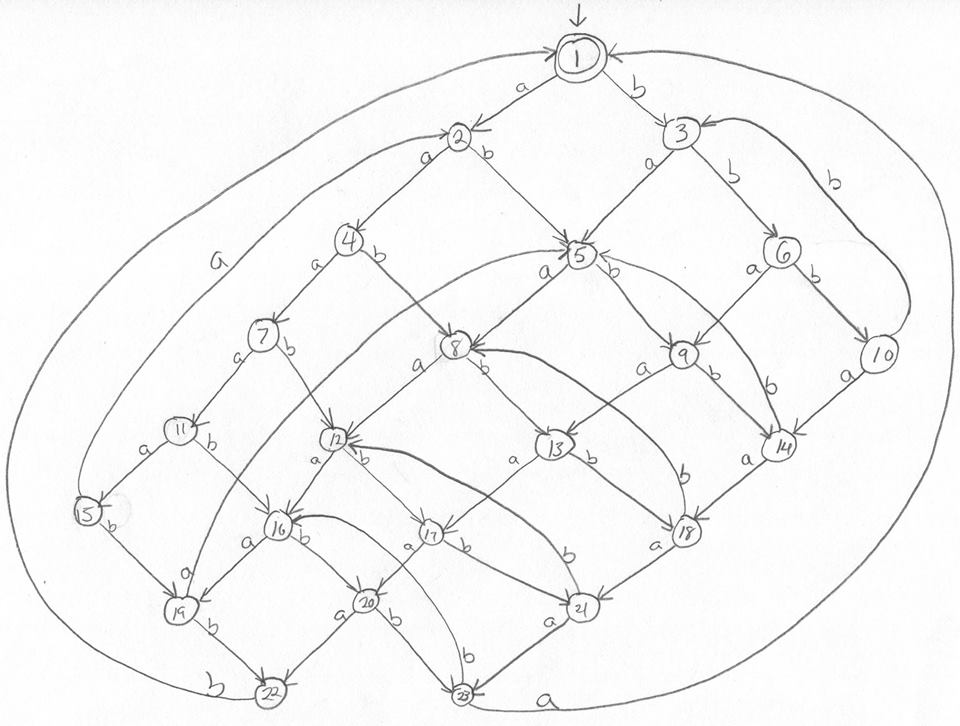 1
a b
2 3
a b a b
b
4 5 6
a
a b a b a b
7 8 9 10
a b a b a b b a
11 12 13 14
a b a b a b b a
15 16 17 18
b a b a b b a
a
19 20 21
b a b b a
b 22 23 a